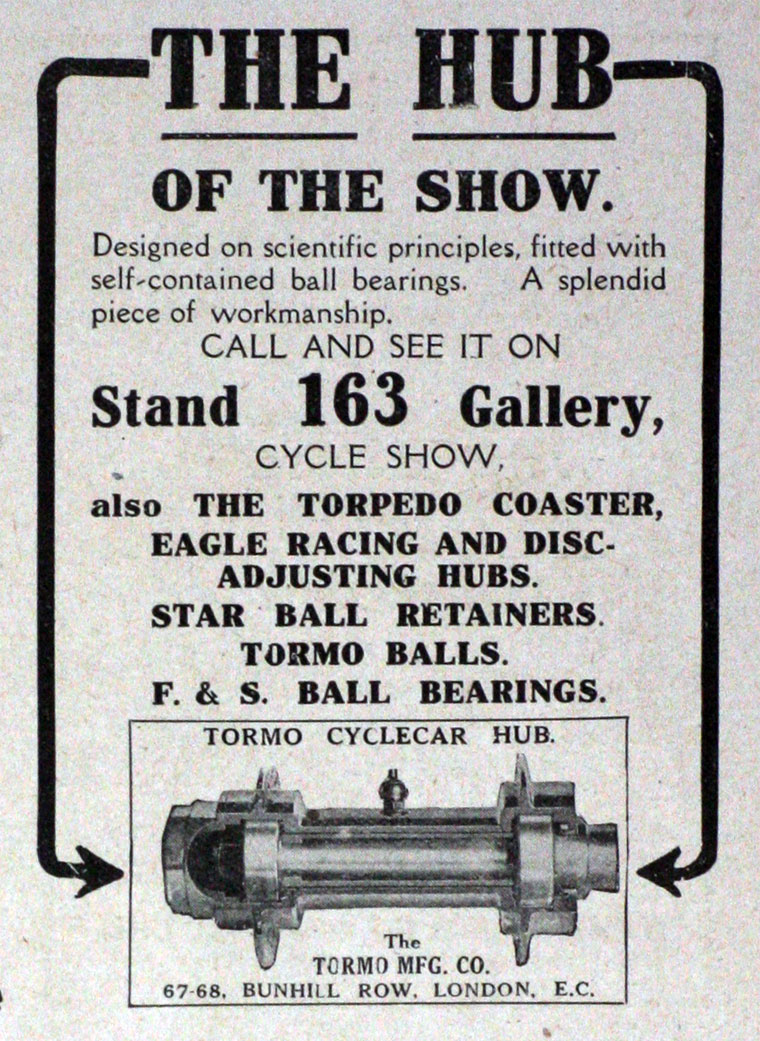 THE HUB
OF THE SHOW.
Designed on scientific principles, fitted with
self-contained ball bearings. A splendid
piece of workmanship.
CALL AND SEE IT ON
Stand 163 Gallery,
CYCLE SHOW,
also THE TORPEDO COASTER,
EAGLE RACING AND DISC-
ADJUSTING HUBS.
STAR BALL RETAINERS.
TORMO BALLS.
F. & S. BALL BEARINGS.
TORMO CYCLECAR HUB.
The
TORMO MFG. CO.
67-68, BUNHILL ROW, LONDON, E.C.